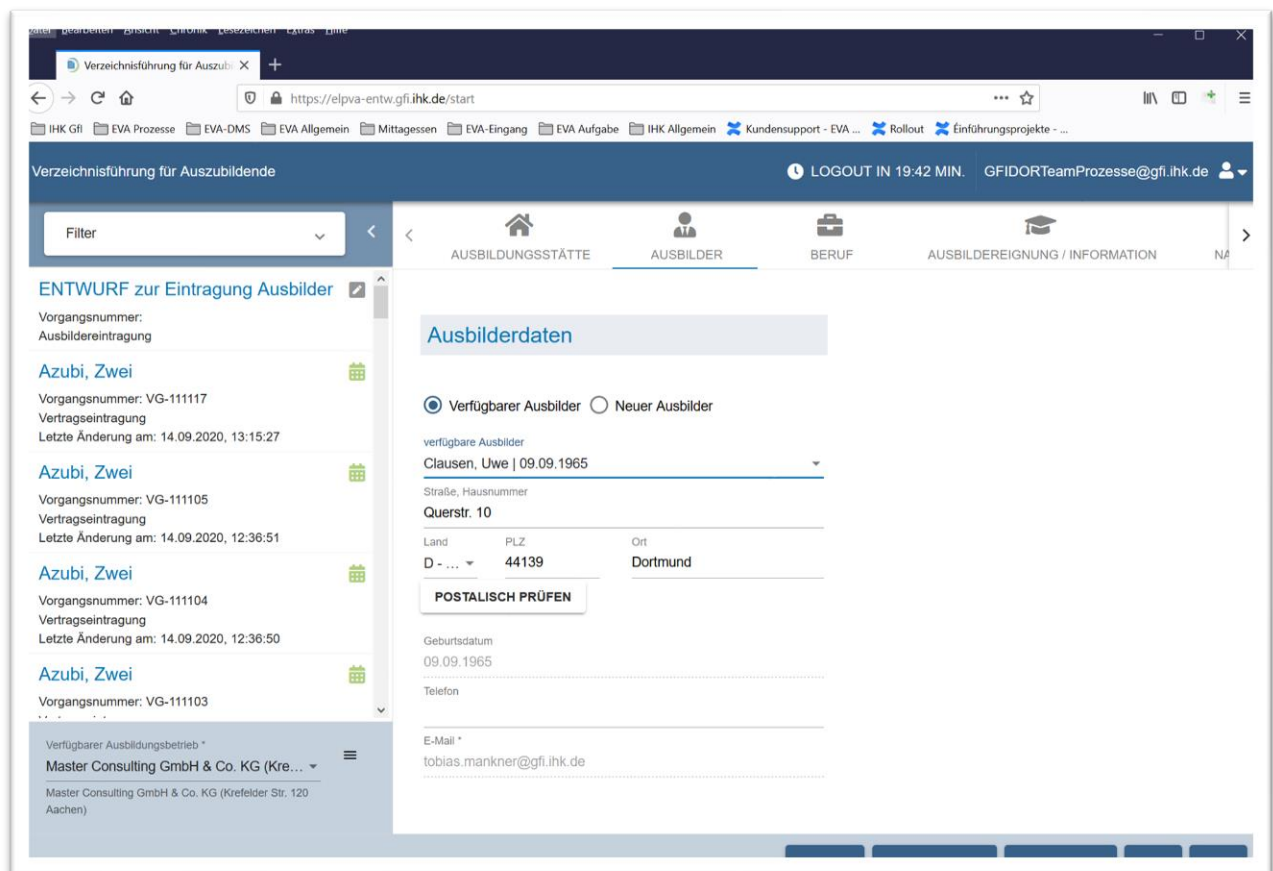 Datei Bearbeiten Ansicht Chronik Lesezeichen Extras Hilfe
Verzeichnisführung für Auszubi
https://elpva-entw.gfi.ihk.de/start
IHK GfI EVA Prozesse EVA-DMS EVA Allgemein Mittagessen EVA-Eingang EVA Aufgabe IHK Allgemein Kundensupport - EVA ... Rollout Einführungsprojekte - ...
Verzeichnisführung für Auszubildende
LOGOUT IN 19:42 MIN. GFIDORTeamProzesse@gfi.ihk.de
Filter
AUSBILDUNGSSTÄTTE AUSBILDER BERUF AUSBILDEREIGNUNG / INFORMATION NA
ENTWURF zur Eintragung Ausbilder
Vorgangsnummer:
Ausbildereintragung
Azubi, Zwei
Vorgangsnummer: VG-111117
Vertragseintragung
Letzte Änderung am: 14.09.2020, 13:15:27
Azubi, Zwei
Vorgangsnummer: VG-111105
Vertragseintragung
Letzte Änderung am: 14.09.2020, 12:36:51
Azubi, Zwei
Vorgangsnummer: VG-111104
Vertragseintragung
Letzte Änderung am: 14.09.2020, 12:36:50
Azubi, Zwei
Vorgangsnummer: VG-111103
Verfügbarer Ausbildungsbetrieb *
Master Consulting GmbH & Co. KG (Kre...
Master Consulting GmbH & Co. KG (Krefelder Str. 120
Aachen)
Ausbilderdaten
Verfügbarer Ausbilder Neuer Ausbilder
verfügbare Ausbilder
Clausen, Uwe | 09.09.1965
Straße, Hausnummer
Querstr. 10
Land PLZ Ort
D - ... 44139 Dortmund
POSTALISCH PRÜFEN
Geburtsdatum
09.09.1965
Telefon
E-Mail *
tobias.mankner@gfi.ihk.de